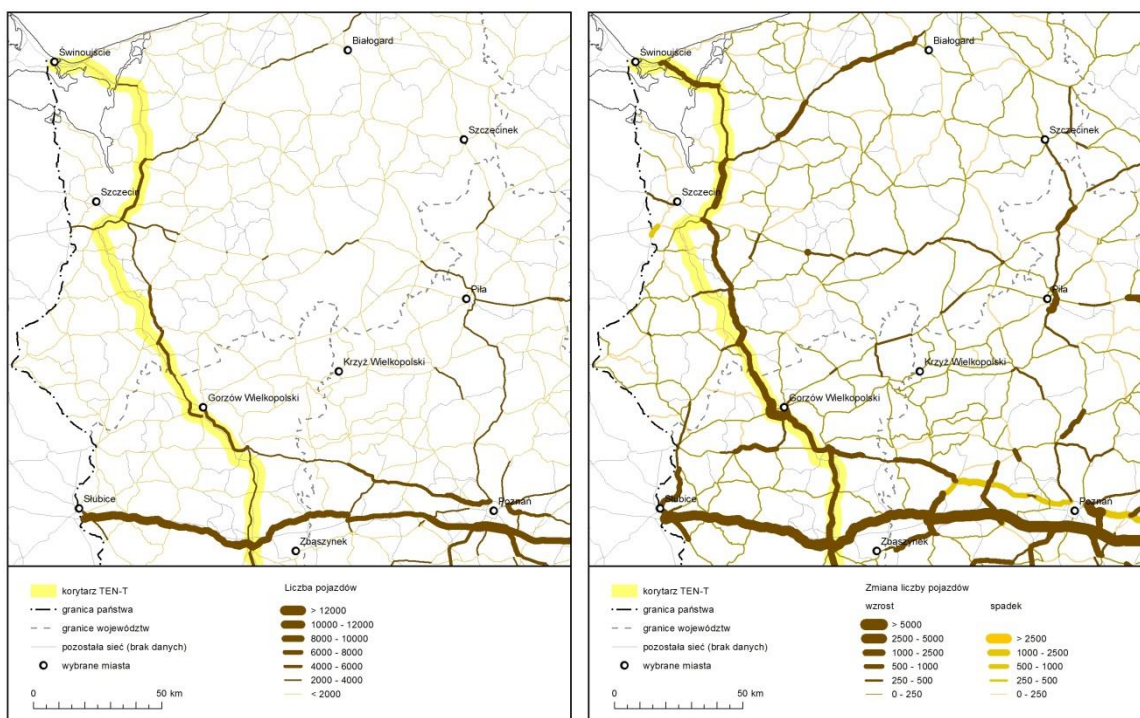 Świnoujście
Białogard
Szczecinek
Szczecin
Piła
Krzyż Wielkopolski
Gorzów Wielkopolski
Słubice
Poznań
Zbąszynek
korytarz TEN-T
granica państwa
granice województw
pozostała sieć (brak danych)
wybrane miasta
0 50 km
Liczba pojazdów
> 12000
10000 - 12000
8000 - 10000
6000 - 8000
4000 - 6000
2000 - 4000
< 2000
Świnoujście
Białogard
Szczecinek
Szczecin
Piła
Krzyż Wielkopolski
Gorzów Wielkopolski
Słubice
Poznań
Zbąszynek
korytarz TEN-T
granica państwa
granice województw
pozostała sieć (brak danych)
wybrane miasta
0 50 km
Zmiana liczby pojazdów
wzrost spadek
> 5000
2500 - 5000 > 2500
1000 - 2500 1000 - 2500
500 - 1000 500 - 1000
250 - 500 250 - 500
0 - 250 0 - 250